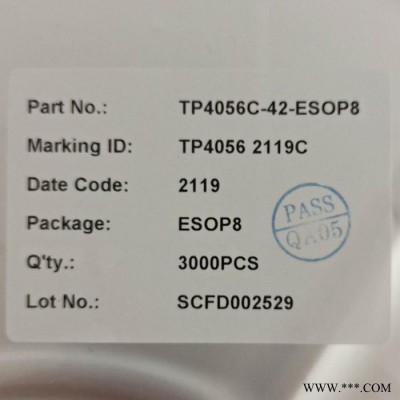 Part No.: TP4056C-42-ESOP8
Marking ID: TP4056 2119C
Date Code: 2119
Package: ESOP8
Q'ty.: 3000PCS
Lot No.: SCFD002529
PASS
QA05
WWW.***.COM